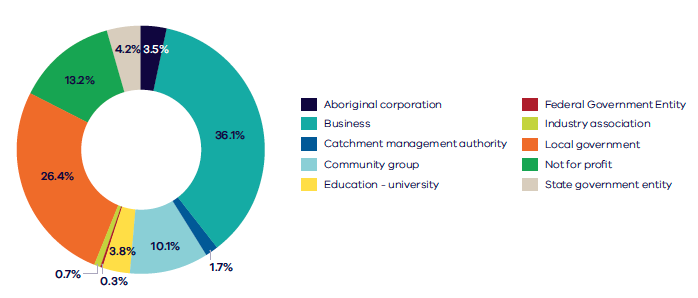 4.2%
3.5%
13.2%
36.1%
26.4%
3.8%
10.1%
0.7%
0.3%
1.7%
Aboriginal corporation
Business
Catchment management authority
Community group
Education - university
Federal Government Entity
Industry association
Local government
Not for profit
State government entity